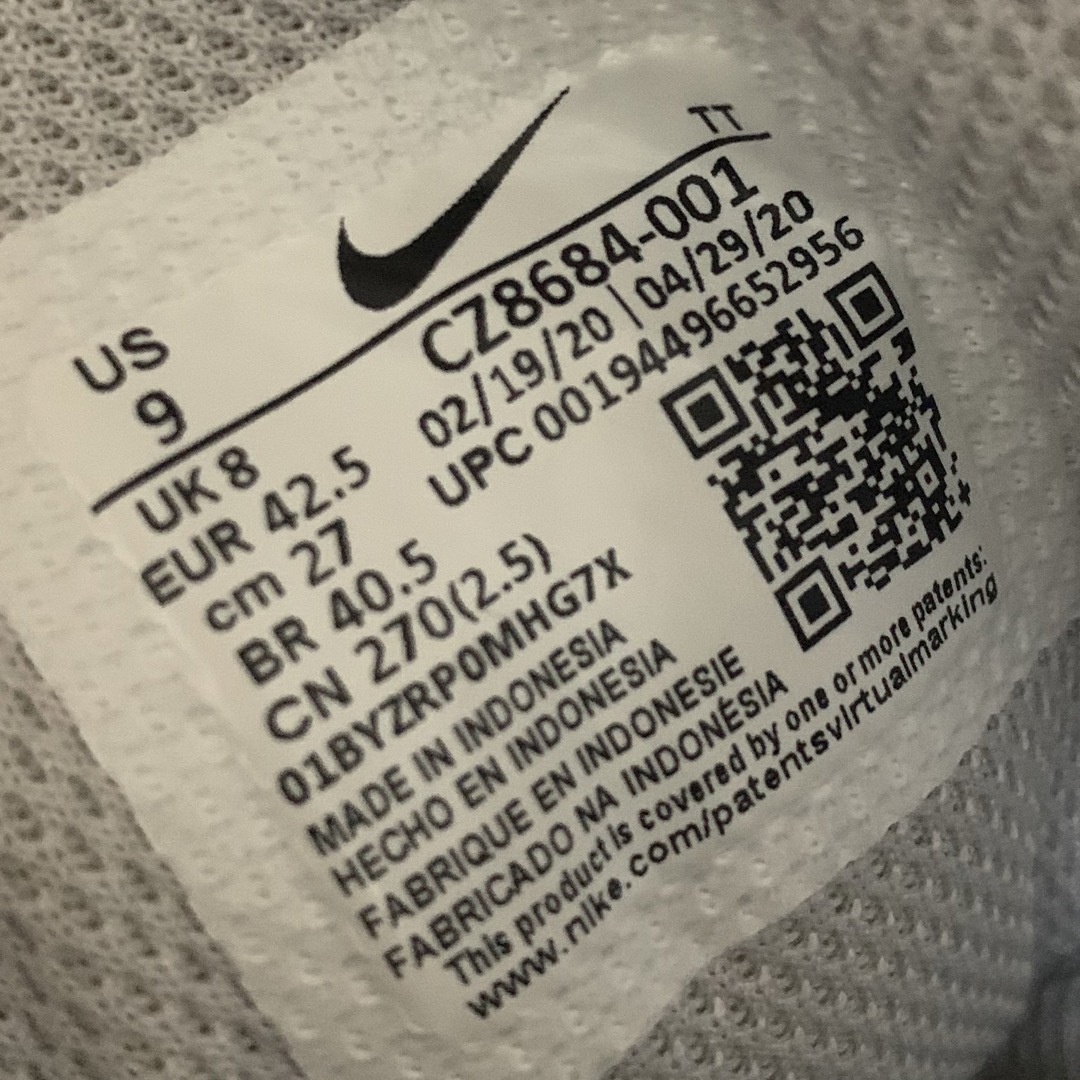 TT
US
9
CZ8684-001
02/19/20 | 04/29/20
UPC 00194496652956
UK 8
EUR 42.5
cm 27
BR 40.5
CN 270(2.5)
01BYZRP0MHG7X
MADE IN INDONESIA
HECHO EN INDONESIA
FABRIQUE EN INDONESIE
FABRICADO NA INDONÉSIA
This product is covered by one or more patents:
www.nike.com/patentsvirtualmarking